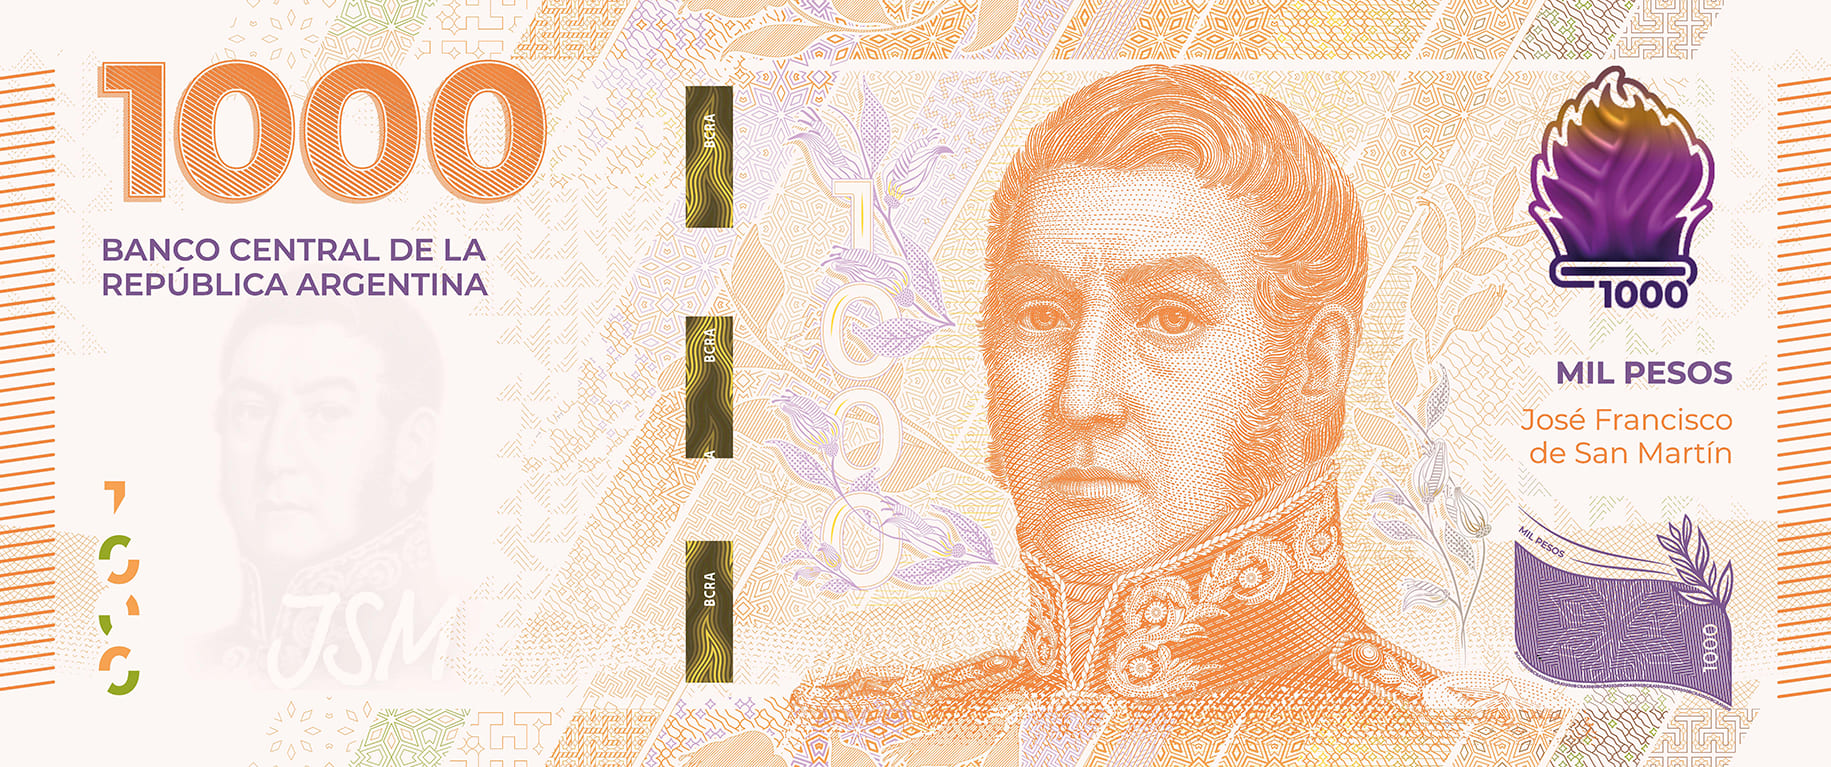 1000
BANCO CENTRAL DE LA
REPÚBLICA ARGENTINA
1000
JSM
BCRA
BCRA
A
BCRA
1000
1000
MIL PESOS
José Francisco
de San Martín
MIL PESOS
1000